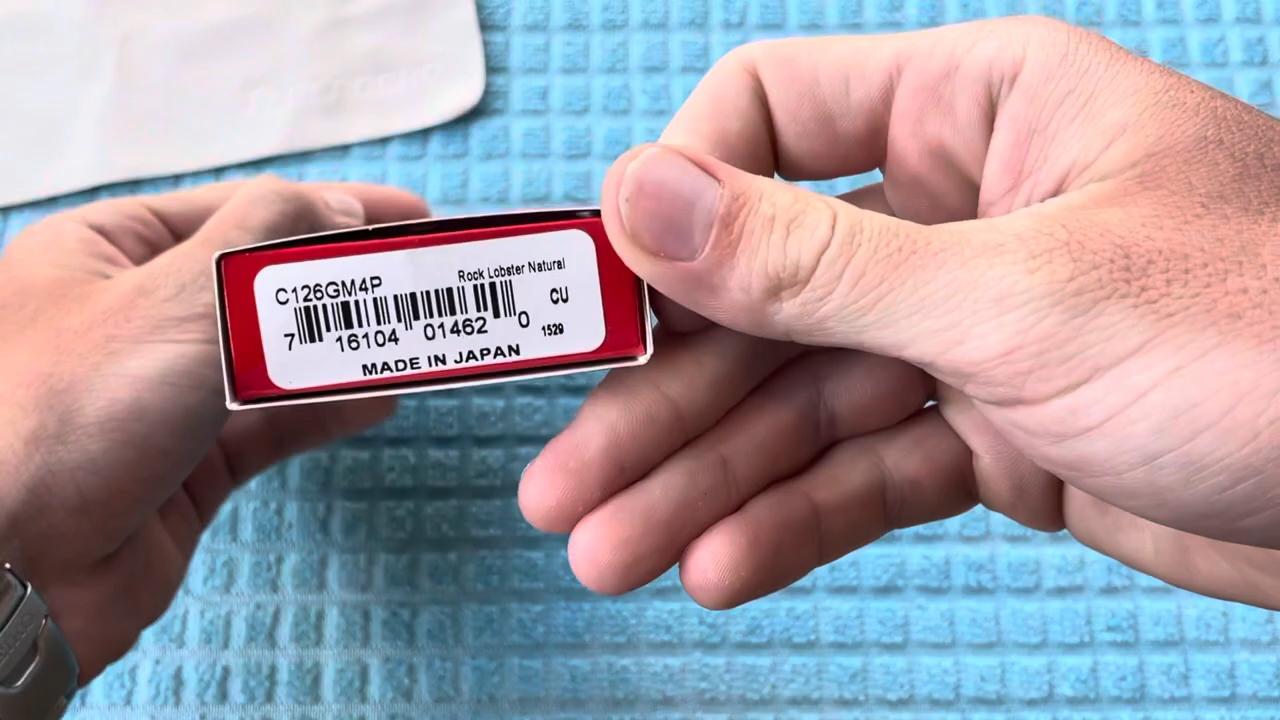 Rock Lobster Natural
C126GM4P
CU
7 16104 01462 0
1529
MADE IN JAPAN